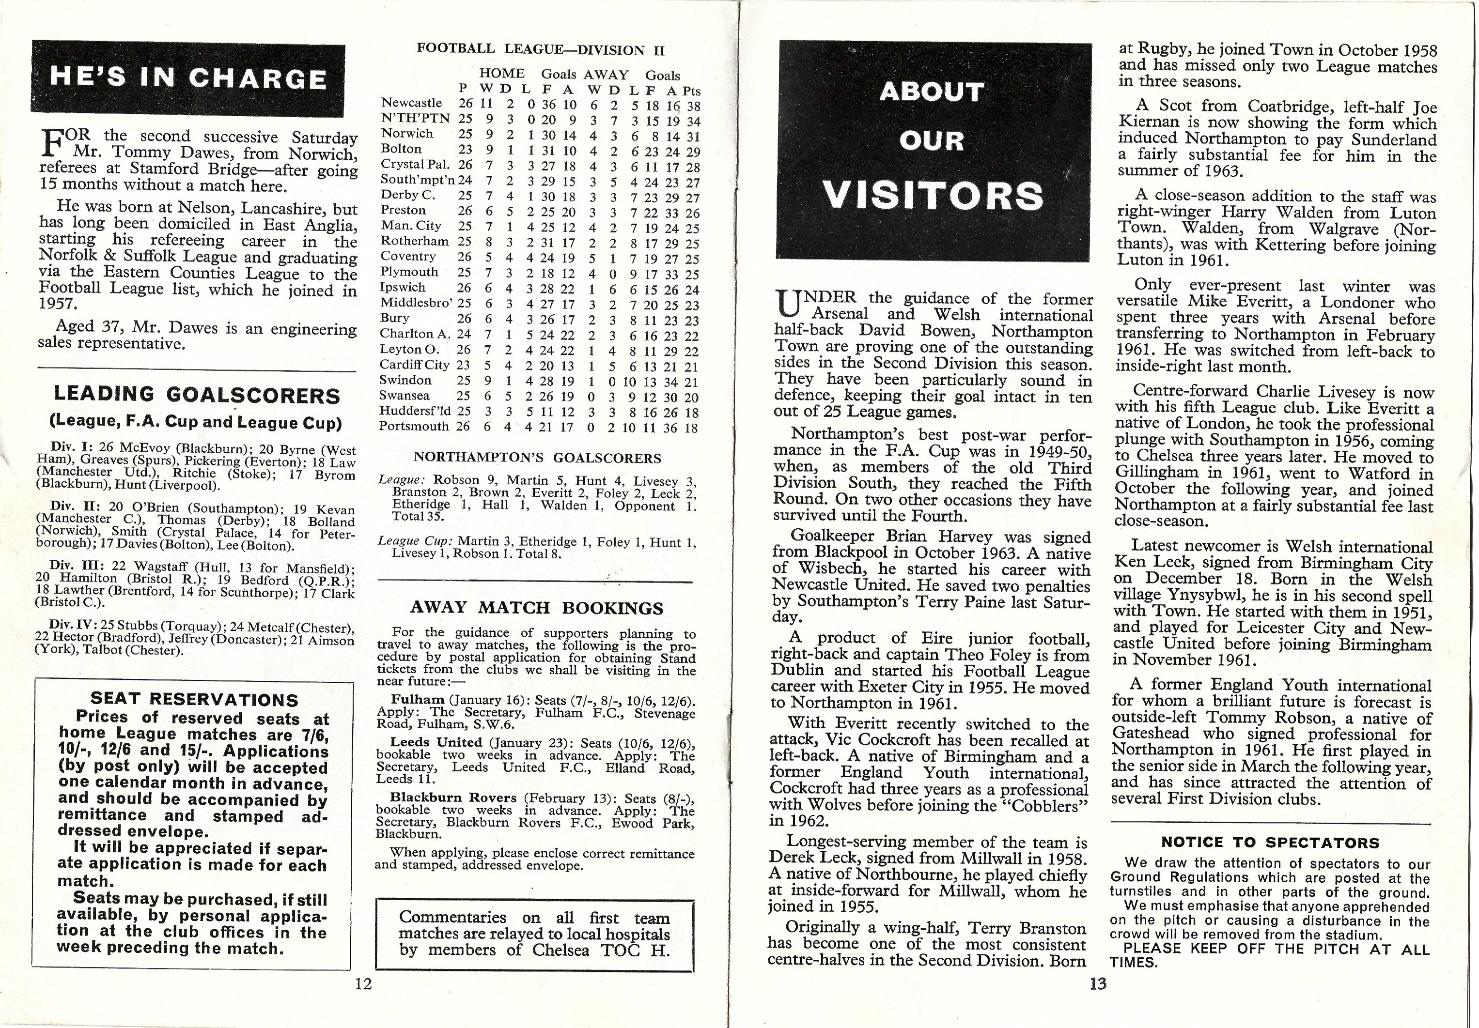 HE'S IN CHARGE
FOR the second successive Saturday
Mr. Tommy Dawes, from Norwich,
referees at Stamford Bridge—after going
15 months without a match here.
He was born at Nelson, Lancashire, but
has long been domiciled in East Anglia,
starting his refereeing career in the
Norfolk & Suffolk League and graduating
via the Eastern Counties League to the
Football League list, which he joined in
1957.
Aged 37, Mr. Dawes is an engineering
sales representative.
LEADING GOALSCORERS
(League, F.A. Cup and League Cup)
Div. I: 26 McEvoy (Blackburn); 20 Byrne (West
Ham), Greaves (Spurs), Pickering (Everton); 18 Law
(Manchester Utd.), Ritchie (Stoke); 17 Byrom
(Blackburn), Hunt (Liverpool).
Div. II: 20 O'Brien (Southampton); 19 Kevan
(Manchester C.), Thomas (Derby); 18 Bolland
(Norwich), Smith (Crystal Palace, 14 for Peter-
borough); 17 Davies (Bolton), Lee (Bolton).
Div. III: 22 Wagstaff (Hull, 13 for Mansfield);
20 Hamilton (Bristol R.); 19 Bedford (Q.P.R.);
18 Lawther (Brentford, 14 for Scunthorpe); 17 Clark
(Bristol C.).
Div. IV: 25 Stubbs (Torquay); 24 Metcalf (Chester),
22 Hector (Bradford), Jeffrey (Doncaster); 21 Aimson
(York), Talbot (Chester).
SEAT RESERVATIONS
Prices of reserved seats at
home League matches are 7/6,
10/-, 12/6 and 15/-. Applications
(by post only) will be accepted
one calendar month in advance,
and should be accompanied by
remittance and stamped ad-
dressed envelope.
It will be appreciated if separ-
ate application is made for each
match.
Seats may be purchased, if still
available, by personal applica-
tion at the club offices in the
week preceding the match.
FOOTBALL LEAGUE—DIVISION II
HOME Goals AWAY Goals
P W D L F A W D L F A Pts
Newcastle 26 11 2 0 36 10 6 2 5 18 16 38
N'TH'PTN 25 9 3 0 20 9 3 7 3 15 19 34
Norwich 25 9 2 1 30 14 4 3 6 8 14 31
Bolton 23 9 1 1 31 10 4 2 6 23 24 29
Crystal Pal. 26 7 3 3 27 18 4 3 6 11 17 28
South'mpt'n 24 7 2 3 29 15 3 5 4 24 23 27
Derby C. 25 7 4 1 30 18 3 3 7 23 29 27
Preston 26 6 5 2 25 20 3 3 7 22 33 26
Man. City 25 7 1 4 25 12 4 2 7 19 24 25
Rotherham 25 8 3 2 31 17 2 2 8 17 29 25
Coventry 26 5 4 4 24 19 5 1 7 19 27 25
Plymouth 25 7 3 2 18 12 4 0 9 17 33 25
Ipswich 26 6 4 3 28 22 1 6 6 15 26 24
Middlesbro' 25 6 3 4 27 17 3 2 7 20 25 23
Bury 26 6 4 3 26 17 2 3 8 11 23 23
Charlton A. 24 7 1 5 24 22 2 3 6 16 23 22
Leyton O. 26 7 2 4 24 22 1 4 8 11 29 22
Cardiff City 23 5 4 2 20 13 1 5 6 13 21 21
Swindon 25 9 1 4 28 19 1 0 10 13 34 21
Swansea 25 6 5 2 26 19 0 3 9 12 30 20
Huddersf'ld 25 3 3 5 11 12 3 3 8 16 26 18
Portsmouth 26 6 4 4 21 17 0 2 10 11 36 18
NORTHAMPTON'S GOALSCORERS
League: Robson 9, Martin 5, Hunt 4, Livesey 3,
Branston 2, Brown 2, Everitt 2, Foley 2, Leck 2,
Etheridge 1, Hall 1, Walden 1, Opponent 1.
Total 35.
League Cup: Martin 3, Etheridge 1, Foley 1, Hunt 1,
Livesey 1, Robson 1. Total 8.
AWAY MATCH BOOKINGS
For the guidance of supporters planning to
travel to away matches, the following is the pro-
cedure by postal application for obtaining Stand
tickets from the clubs we shall be visiting in the
near future:—
Fulham (January 16): Seats (7/-, 8/-, 10/6, 12/6).
Apply: The Secretary, Fulham F.C., Stevenage
Road, Fulham, S.W.6.
Leeds United (January 23): Seats (10/6, 12/6),
bookable two weeks in advance. Apply: The
Secretary, Leeds United F.C., Elland Road,
Leeds 11.
Blackburn Rovers (February 13): Seats (8/-),
bookable two weeks in advance. Apply: The
Secretary, Blackburn Rovers F.C., Ewood Park,
Blackburn.
When applying, please enclose correct remittance
and stamped, addressed envelope.
Commentaries on all first team
matches are relayed to local hospitals
by members of Chelsea TOC H.
12
ABOUT
OUR
VISITORS
UNDER the guidance of the former
Arsenal and Welsh international
half-back David Bowen, Northampton
Town are proving one of the outstanding
sides in the Second Division this season.
They have been particularly sound in
defence, keeping their goal intact in ten
out of 25 League games.
Northampton's best post-war perfor-
mance in the F.A. Cup was in 1949-50,
when, as members of the old Third
Division South, they reached the Fifth
Round. On two other occasions they have
survived until the Fourth.
Goalkeeper Brian Harvey was signed
from Blackpool in October 1963. A native
of Wisbech, he started his career with
Newcastle United. He saved two penalties
by Southampton's Terry Paine last Satur-
day.
A product of Eire junior football,
right-back and captain Theo Foley is from
Dublin and started his Football League
career with Exeter City in 1955. He moved
to Northampton in 1961.
With Everitt recently switched to the
attack, Vic Cockcroft has been recalled at
left-back. A native of Birmingham and a
former England Youth international,
Cockcroft had three years as a professional
with Wolves before joining the "Cobblers"
in 1962.
Longest-serving member of the team is
Derek Leck, signed from Millwall in 1958.
A native of Northbourne, he played chiefly
at inside-forward for Millwall, whom he
joined in 1955.
Originally a wing-half, Terry Branston
has become one of the most consistent
centre-halves in the Second Division. Born
at Rugby, he joined Town in October 1958
and has missed only two League matches
in three seasons.
A Scot from Coatbridge, left-half Joe
Kiernan is now showing the form which
induced Northampton to pay Sunderland
a fairly substantial fee for him in the
summer of 1963.
A close-season addition to the staff was
right-winger Harry Walden from Luton
Town. Walden, from Walgrave (Nor-
thants), was with Kettering before joining
Luton in 1961.
Only ever-present last winter was
versatile Mike Everitt, a Londoner who
spent three years with Arsenal before
transferring to Northampton in February
1961. He was switched from left-back to
inside-right last month.
Centre-forward Charlie Livesey is now
with his fifth League club. Like Everitt a
native of London, he took the professional
plunge with Southampton in 1956, coming
to Chelsea three years later. He moved to
Gillingham in 1961, went to Watford in
October the following year, and joined
Northampton at a fairly substantial fee last
close-season.
Latest newcomer is Welsh international
Ken Leek, signed from Birmingham City
on December 18. Born in the Welsh
village Ynysybwl, he is in his second spell
with Town. He started with them in 1951,
and played for Leicester City and New-
castle United before joining Birmingham
in November 1961.
A former England Youth international
for whom a brilliant future is forecast is
outside-left Tommy Robson, a native of
Gateshead who signed professional for
Northampton in 1961. He first played in
the senior side in March the following year,
and has since attracted the attention of
several First Division clubs.
NOTICE TO SPECTATORS
We draw the attention of spectators to our
Ground Regulations which are posted at the
turnstiles and in other parts of the ground.
We must emphasise that anyone apprehended
on the pitch or causing a disturbance in the
crowd will be removed from the stadium.
PLEASE KEEP OFF THE PITCH AT ALL
TIMES.
13